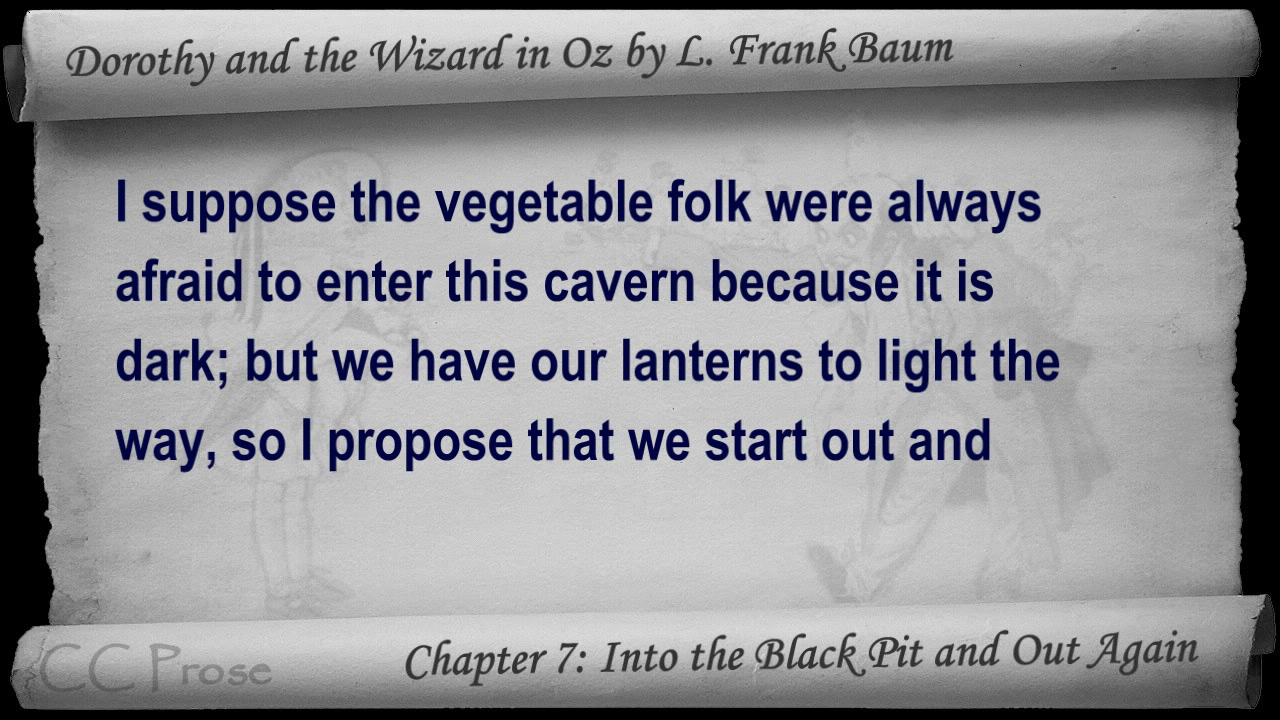 Dorothy and the Wizard in Oz by L. Frank Baum
I suppose the vegetable folk were always
afraid to enter this cavern because it is
dark; but we have our lanterns to light the
way, so I propose that we start out and
CC Prose
Chapter 7: Into the Black Pit and Out Again